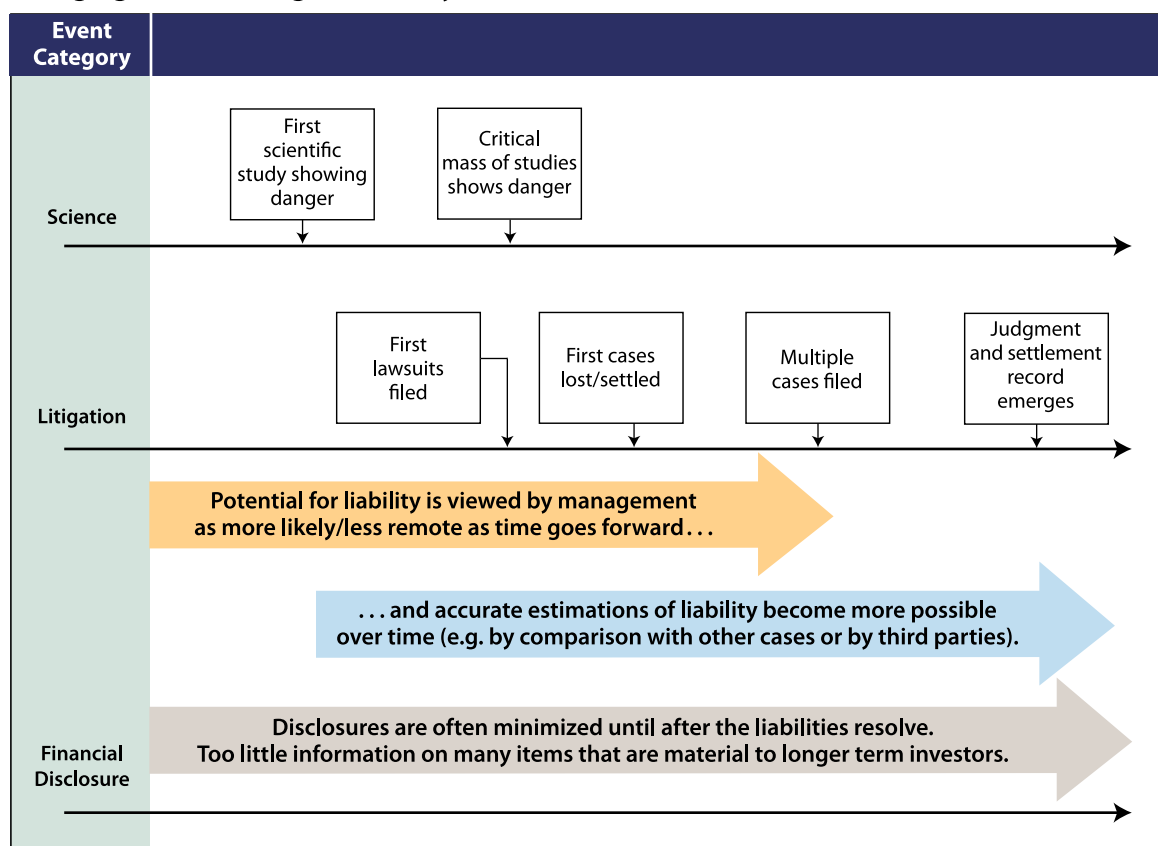 Event
Category
First
scientific
study showing
danger
Critical
mass of studies
shows danger
Science
First
lawsuits
filed
First cases
lost/settled
Multiple
cases filed
Judgment
and settlement
record
emerges
Litigation
Potential for liability is viewed by management
as more likely/less remote as time goes forward . . .
. . . and accurate estimations of liability become more possible
over time (e.g. by comparison with other cases or by third parties).
Disclosures are often minimized until after the liabilities resolve.
Too little information on many items that are material to longer term investors.
Financial
Disclosure